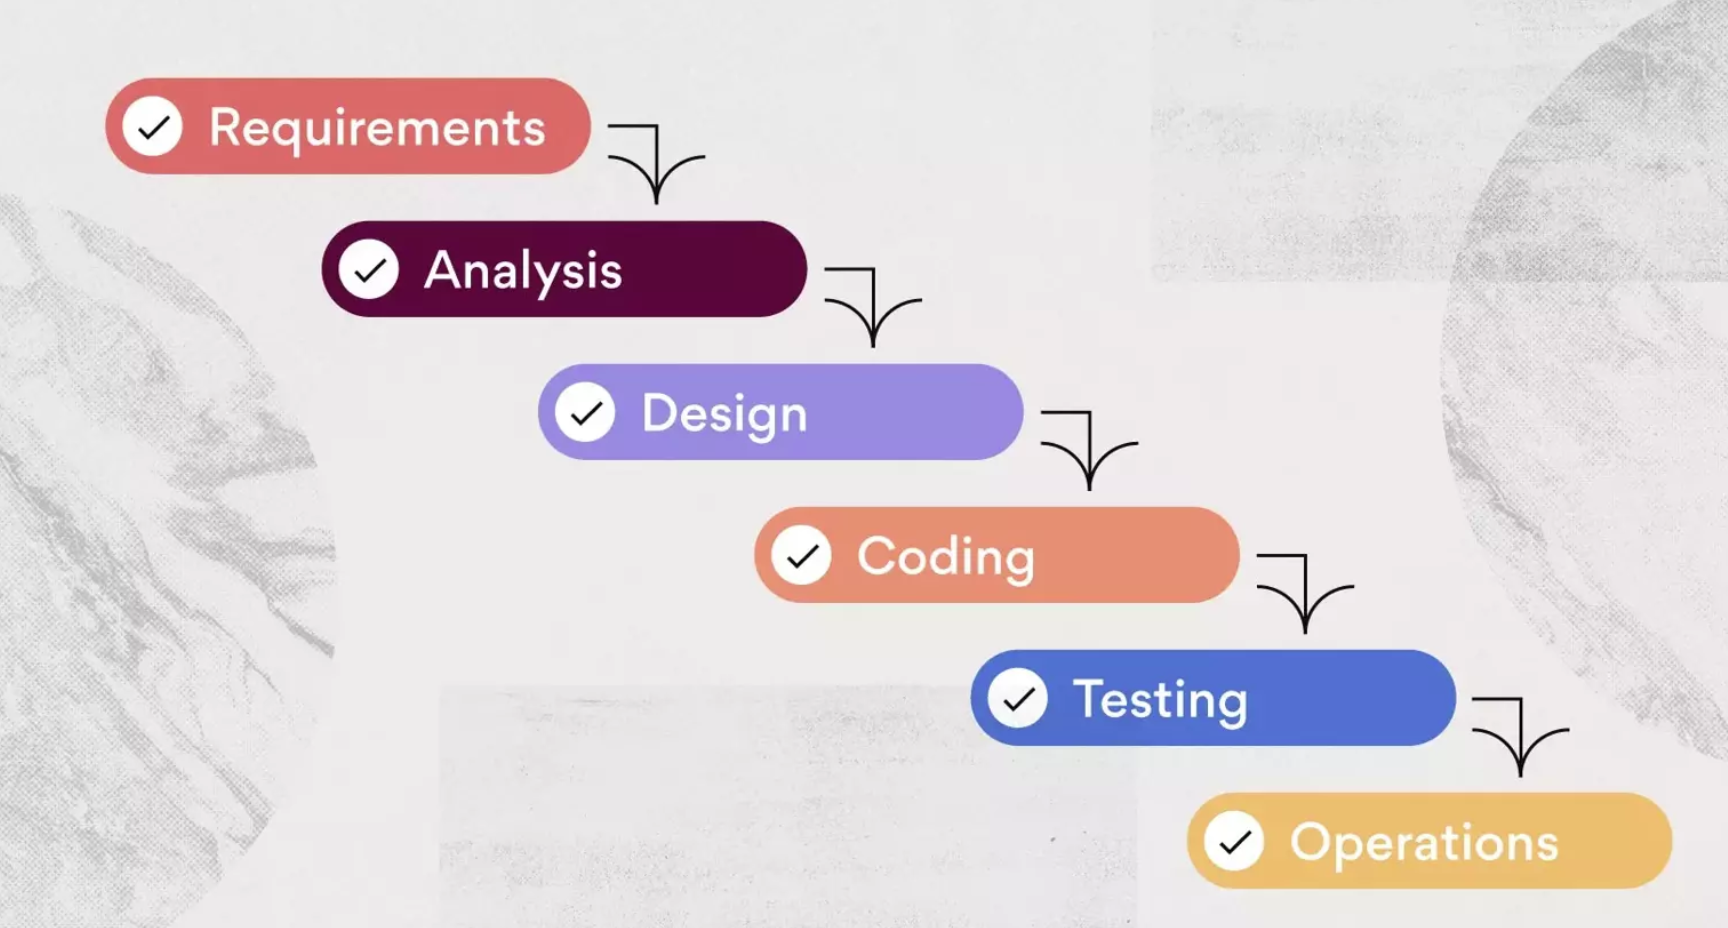 Requirements
Analysis
Design
Coding
Testing
Operations